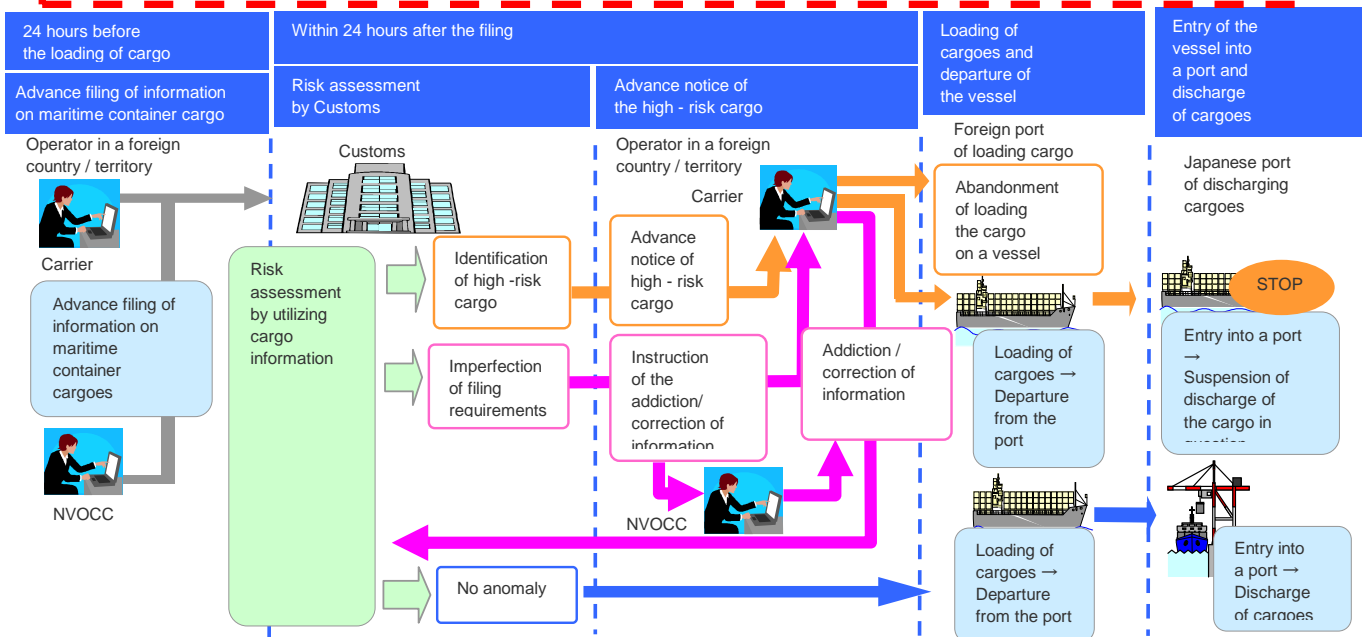 24 hours before
the loading of cargo
Within 24 hours after the filing
Loading of
cargoes and
departure of
the vessel
Entry of the
vessel into
a port and
discharge
of cargoes
Advance filing of information
on maritime container cargo
Risk assessment
by Customs
Advance notice of
the high - risk cargo
Operator in a foreign
country / territory
Carrier
Advance filing of
information on
maritime
container
cargoes
NVOCC
Customs
Risk
assessment
by utilizing
cargo
information
Identification
of high -risk
cargo
Imperfection
of filing
requirements
No anomaly
Operator in a foreign
country / territory
Carrier
Advance
notice of
high - risk
cargo
Instruction
of the
addiction/
correction of
information
NVOCC
Addiction /
correction of
information
Foreign port
of loading cargo
Abandonment
of loading
the cargo
on a vessel
Loading of
cargoes →
Departure
from the
port
Loading of
cargoes →
Departure
from the port
Japanese port
of discharging
cargoes
STOP
Entry into a port
→
Suspension of
discharge of
the cargo in
question
Entry into
a port →
Discharge
of cargoes